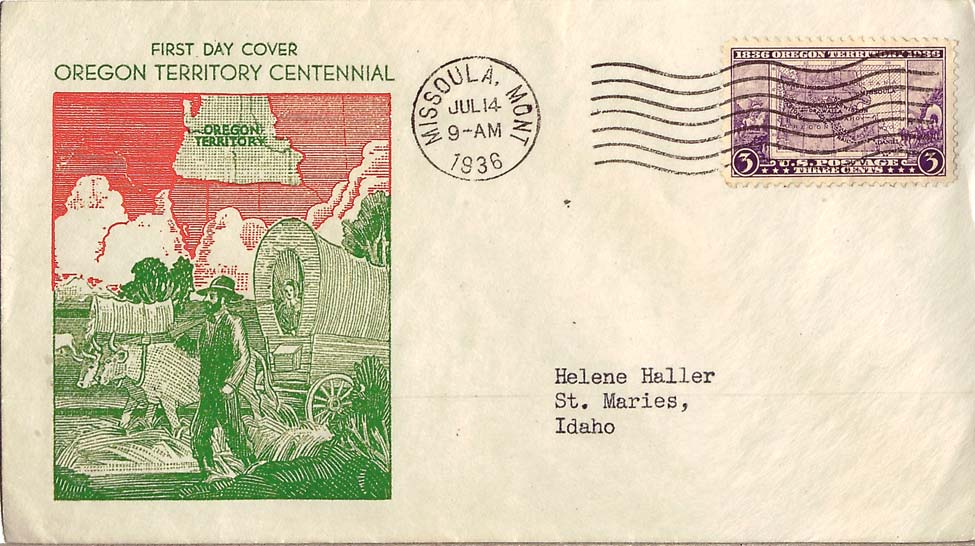 FIRST DAY COVER
OREGON TERRITORY CENTENNIAL
OREGON
TERRITORY
MISSOULA, MONT
JUL 14
9-AM
1936
1836 OREGON TERRITORY 1936
3 U.S. POSTAGE 3
THREE CENTS
Helene Haller
St. Maries,
Idaho